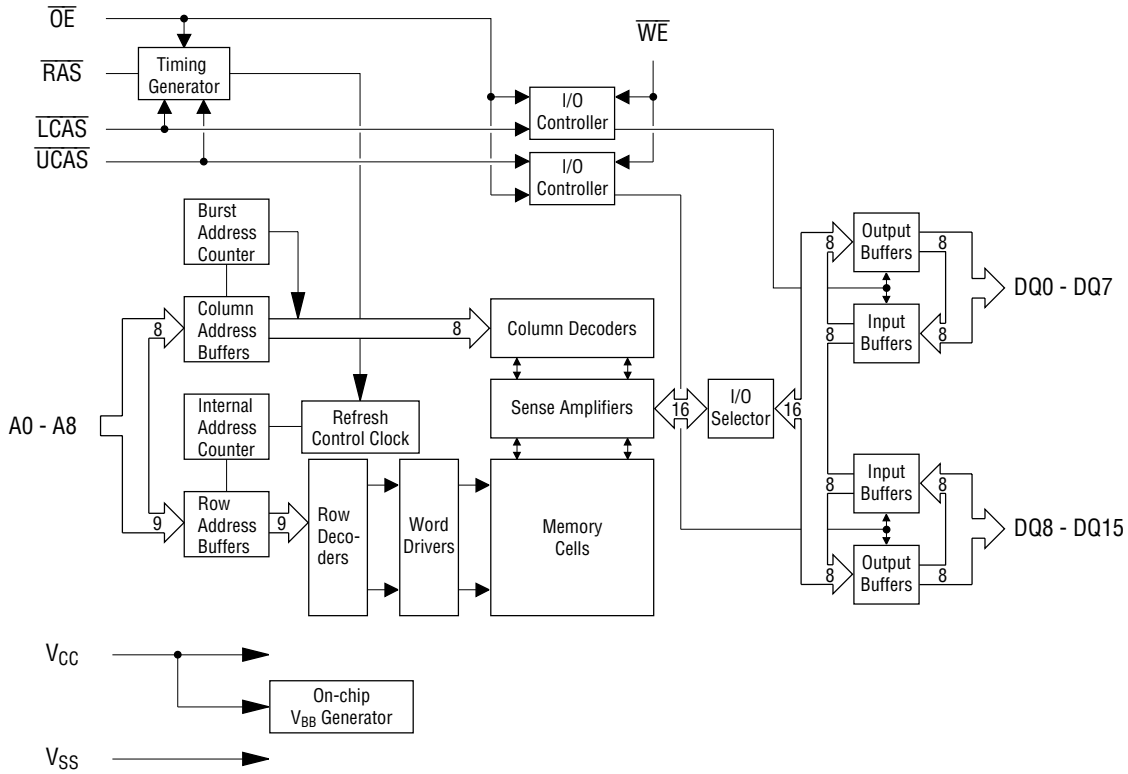 OE
WE
RAS
Timing
Generator
I/O
Controller
LCAS
UCAS
I/O
Controller
Burst
Address
Counter
8
Output
Buffers
8
DQ0 - DQ7
8
Column
Address
Buffers
8
Column Decoders
8
Input
Buffers
8
A0 - A8
Internal
Address
Counter
Refresh
Control Clock
Sense Amplifiers
16
I/O
Selector
16
9
Row
Address
Buffers
9
Row
Deco-
ders
Word
Drivers
Memory
Cells
8
Input
Buffers
8
DQ8 - DQ15
8
Output
Buffers
8
VCC
On-chip
VBB Generator
VSS